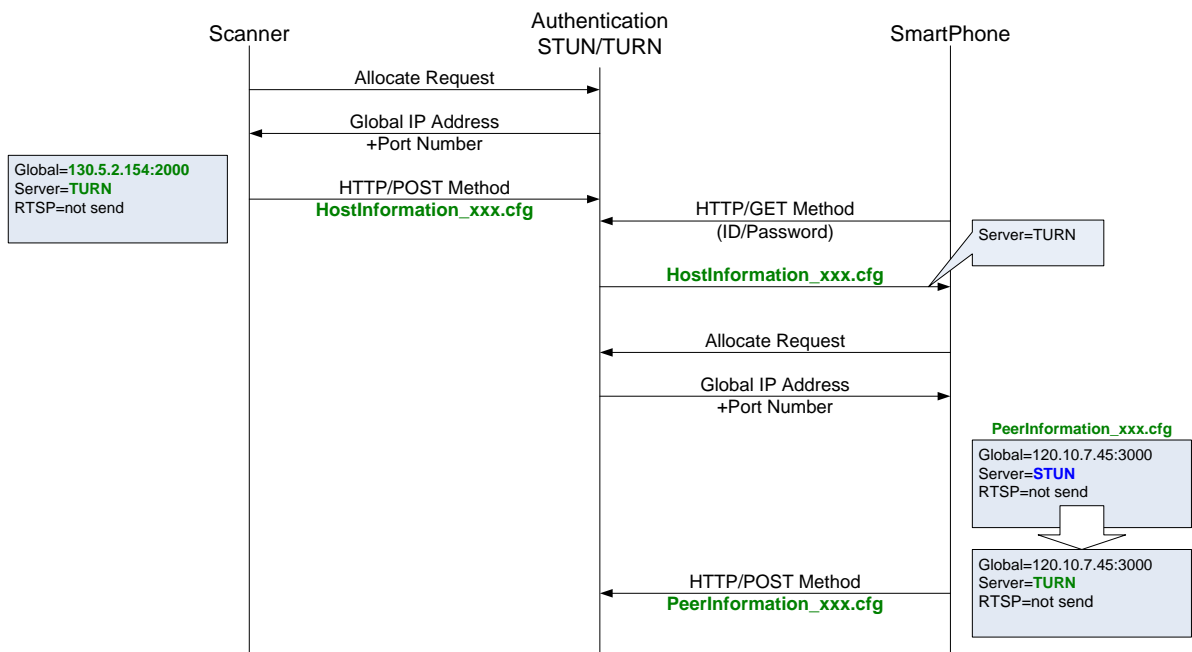 Scanner
Authentication
STUN/TURN
SmartPhone
Allocate Request
Global IP Address
+Port Number
Global=130.5.2.154:2000
Server=TURN
RTSP=not send
HTTP/POST Method
HostInformation_xxx.cfg
HTTP/GET Method
(ID/Password)
Server=TURN
HostInformation_xxx.cfg
Allocate Request
Global IP Address
+Port Number
PeerInformation_xxx.cfg
Global=120.10.7.45:3000
Server=STUN
RTSP=not send
Global=120.10.7.45:3000
Server=TURN
RTSP=not send
HTTP/POST Method
PeerInformation_xxx.cfg